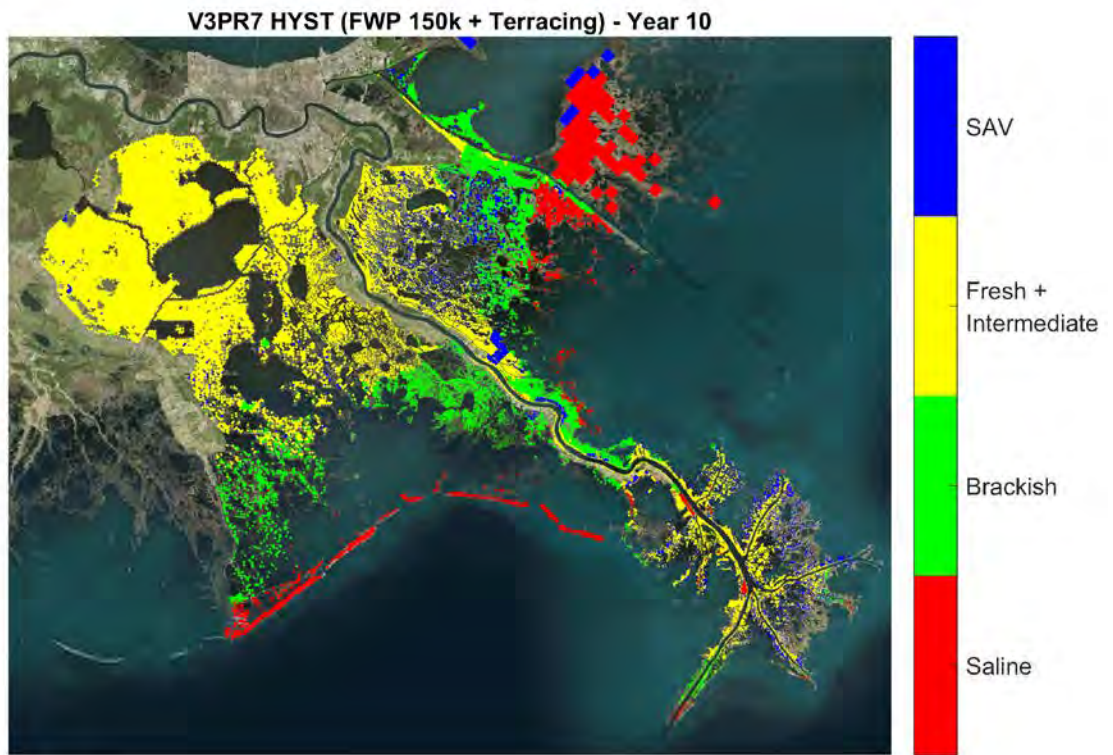 V3PR7 HYST (FWP 150k + Terracing) - Year 10
SAV
Fresh +
Intermediate
Brackish
Saline